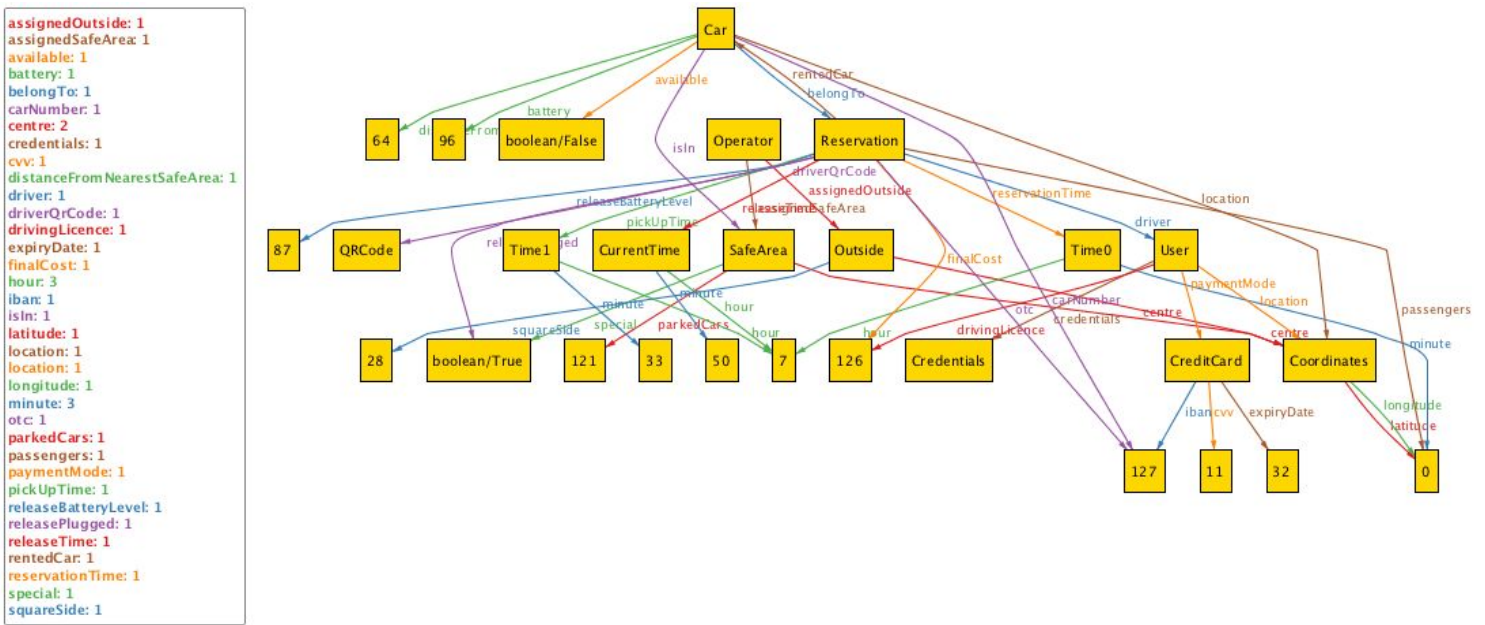 assignedOutside: 1
assignedSafeArea: 1
available: 1
battery: 1
belongTo: 1
carNumber: 1
centre: 2
credentials: 1
cvv: 1
distanceFromNearestSafeArea: 1
driver: 1
driverQrCode: 1
drivingLicence: 1
expiryDate: 1
finalCost: 1
hour: 3
iban: 1
isIn: 1
latitude: 1
location: 1
location: 1
longitude: 1
minute: 3
otc: 1
parkedCars: 1
passengers: 1
paymentMode: 1
pickUpTime: 1
releaseBatteryLevel: 1
releasePlugged: 1
releaseTime: 1
rentedCar: 1
reservationTime: 1
special: 1
squareSide: 1
Car
available
rentedCar
belongTo
battery
64
96
boolean/False
Operator
Reservation
isIn
driverQrCode
assignedOutside
reservationTime
location
releaseBatteryLevel
pickUpTime
driver
87
QRCode
Time1
CurrentTime
SafeArea
Outside
Time0
User
finalCost
paymentMode
minute
minute
hour
carNumber
location
otc
passengers
squareSide
special
parkedCars
hour
hour
drivingLicence
credentials
centre
centre
minute
28
boolean/True
121
33
50
7
126
Credentials
CreditCard
Coordinates
iban
cvv
expiryDate
longitude
latitude
127
11
32
0